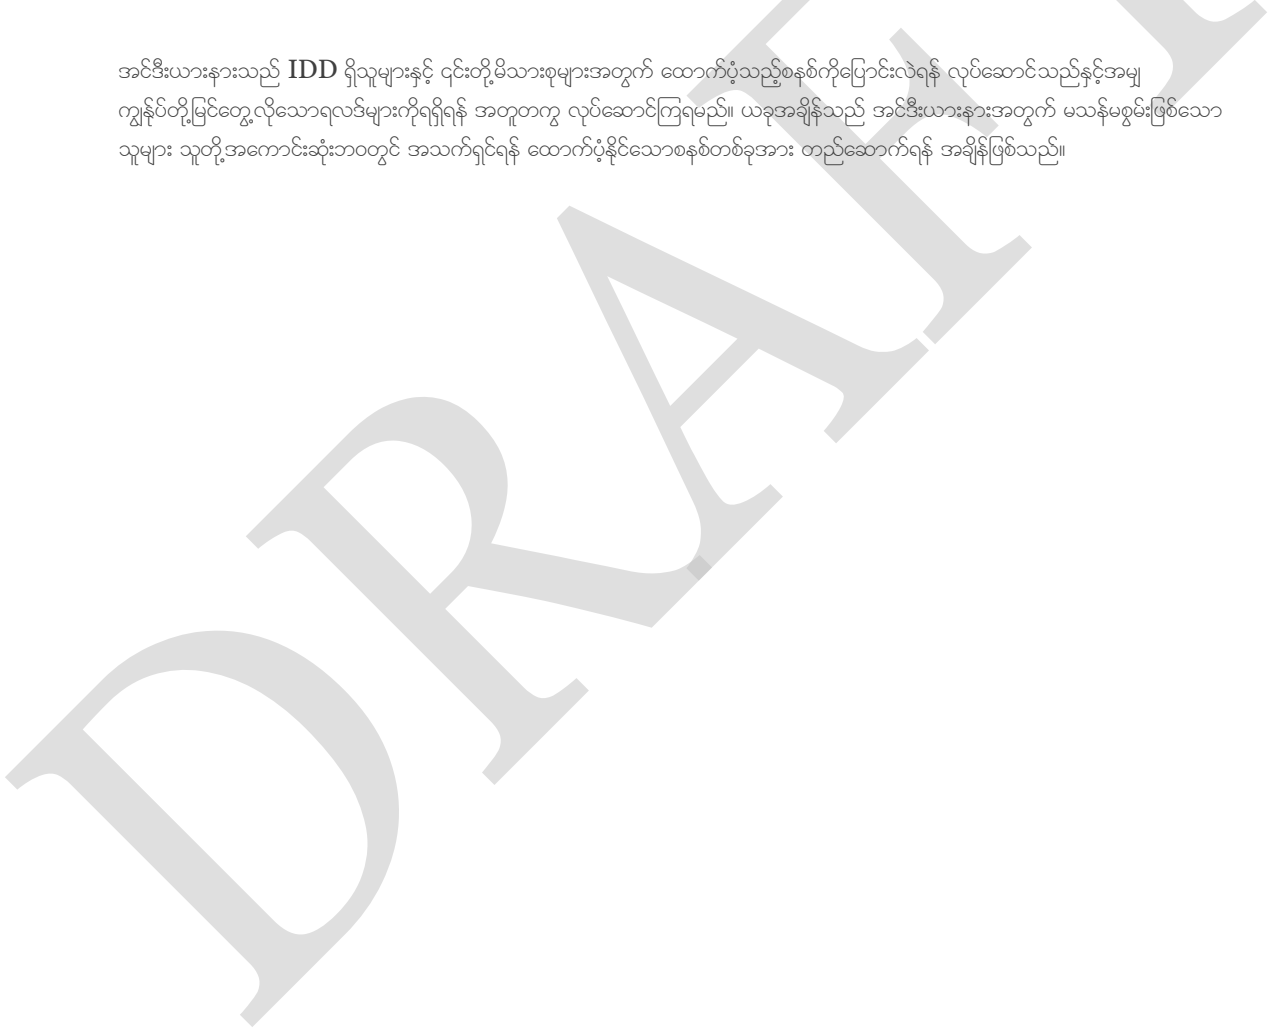 အင်ဒီးယားနားသည် IDD ရှိသူများနှင့် ၎င်းတို့မိသားစုများအတွက် ထောက်ပံ့သည့်စနစ်ကိုပြောင်းလဲရန် လုပ်ဆောင်သည်နှင့်အမျှ
ကျွန်ုပ်တို့မြင်တွေ့လိုသောရလဒ်များကိုရရှိရန် အတူတကွ လုပ်ဆောင်ကြရမည်။ ယခုအချိန်သည် အင်ဒီးယားနားအတွက် မသန်မစွမ်းဖြစ်သော
သူများ သူတို့အကောင်းဆုံးဘဝတွင် အသက်ရှင်ရန် ထောက်ပံ့နိုင်သောစနစ်တစ်ခုအား တည်ဆောက်ရန် အချိန်ဖြစ်သည်။
DRAFT